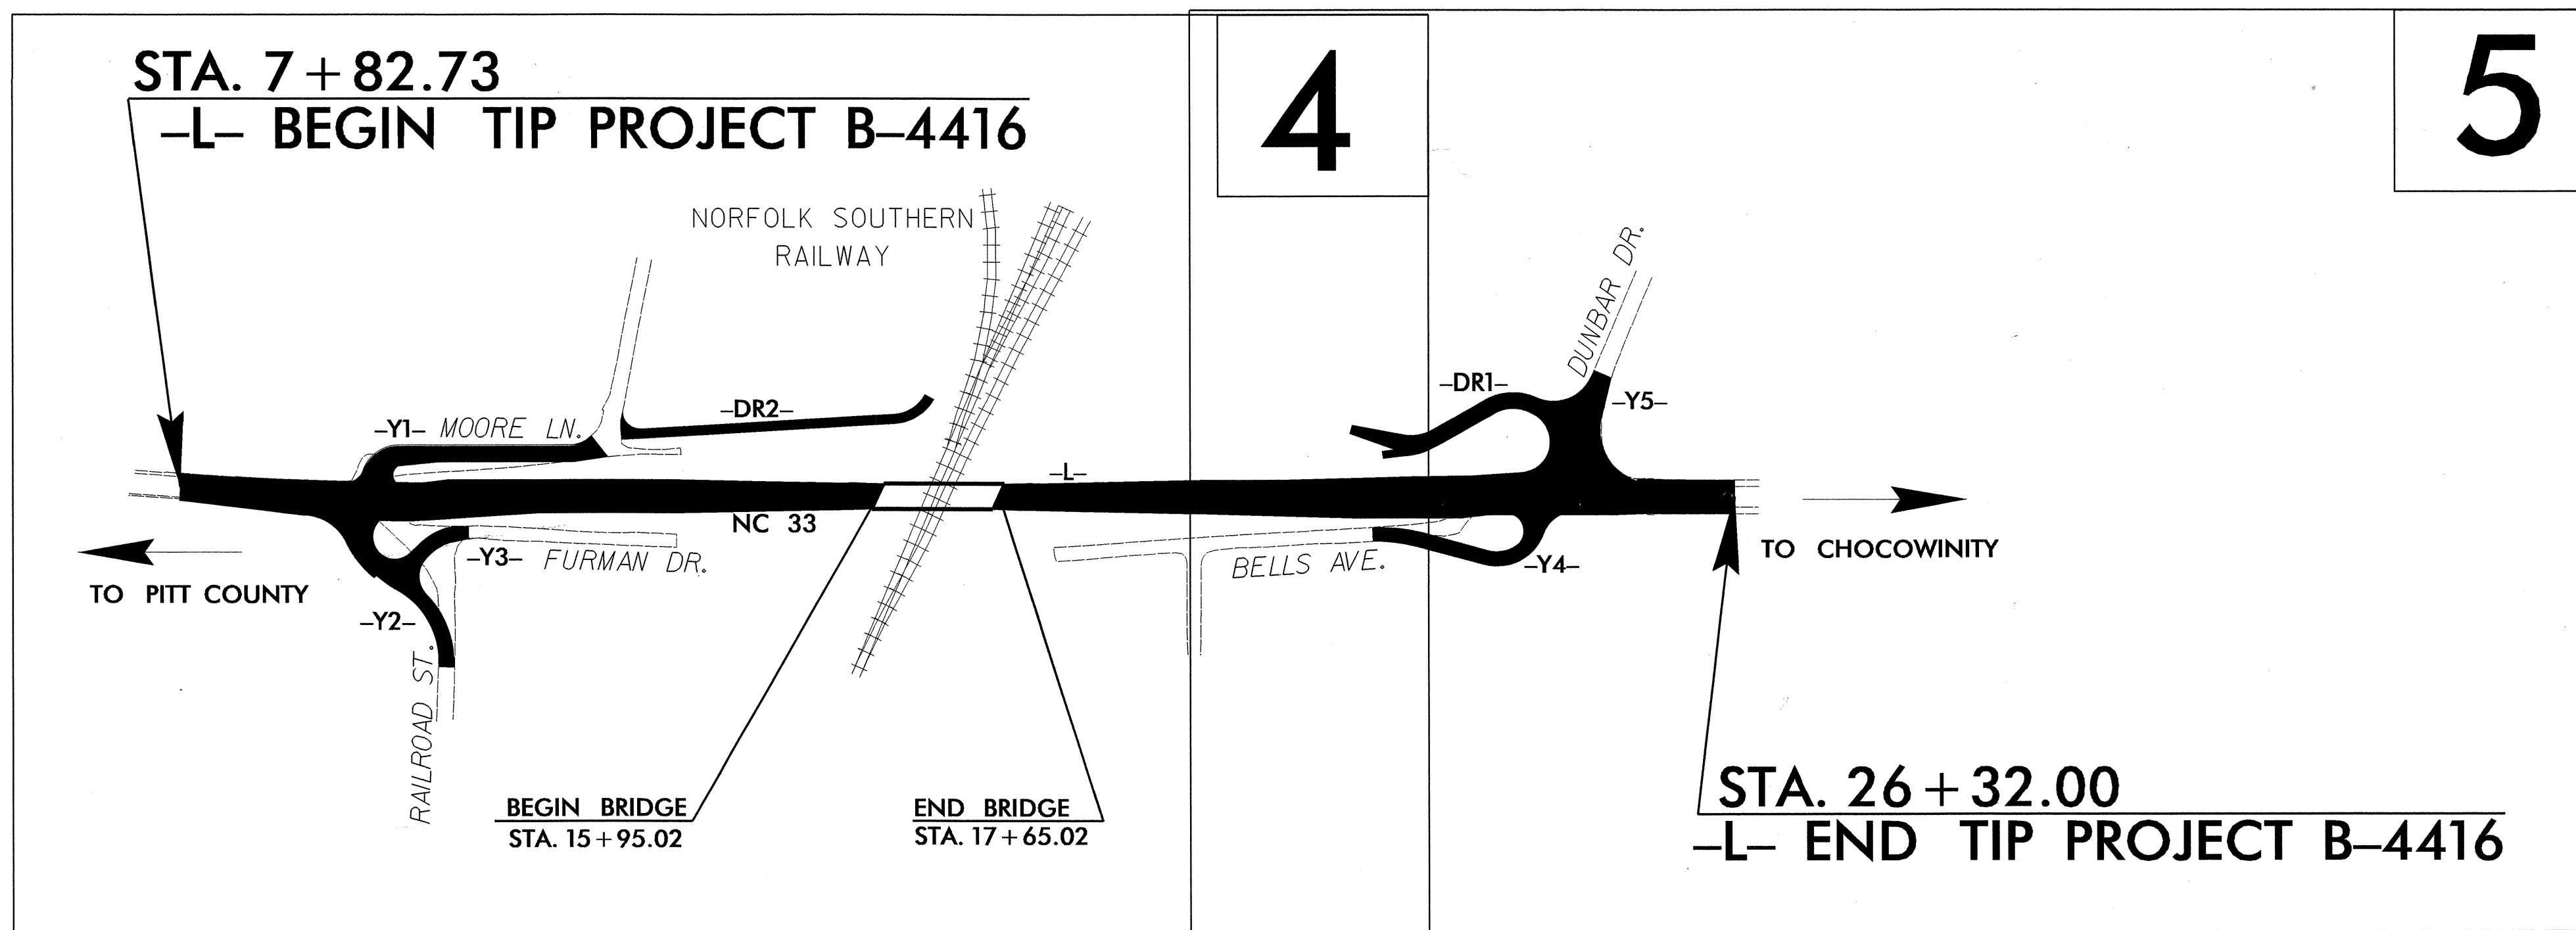 STA. 7+82.73
-L- BEGIN TIP PROJECT B-4416
4
5
NORFOLK SOUTHERN
RAILWAY
DUNBAR DR.
-DR1-
-Y5-
-DR2-
-Y1- MOORE LN.
-L-
NC 33
-Y3- FURMAN DR.
TO PITT COUNTY
-Y2-
RAILROAD ST.
BELLS AVE.
-Y4-
TO CHOCOWINITY
BEGIN BRIDGE
STA. 15+95.02
END BRIDGE
STA. 17+65.02
STA. 26+32.00
-L- END TIP PROJECT B-4416